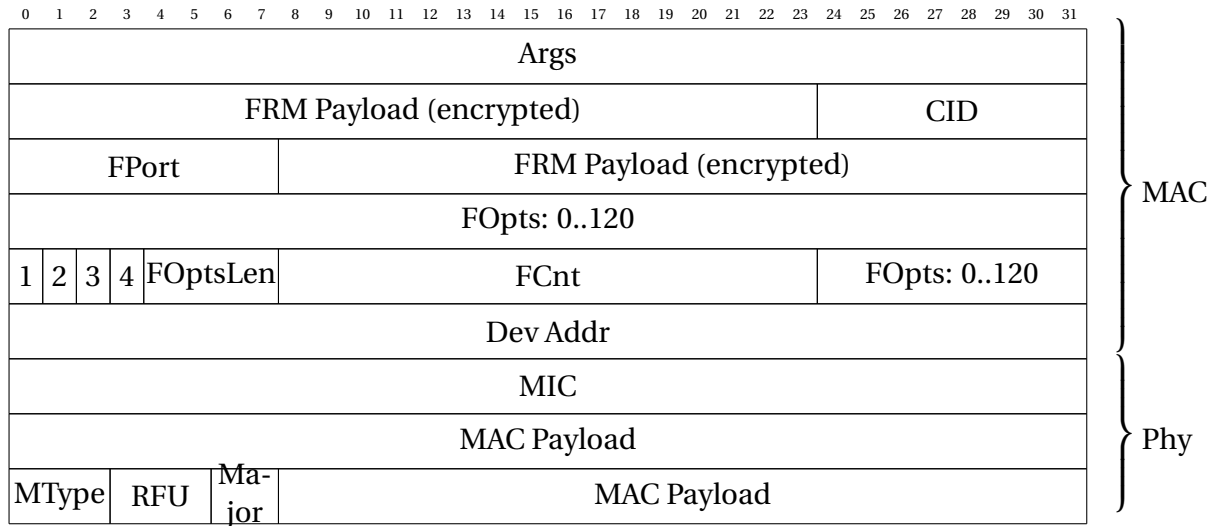 0 1 2 3 4 5 6 7 8 9 10 11 12 13 14 15 16 17 18 19 20 21 22 23 24 25 26 27 28 29 30 31
Args
FRM Payload (encrypted) CID
FPort FRM Payload (encrypted)
MAC
FOpts: 0..120
1 2 3 4 FOptsLen FCnt FOpts: 0..120
Dev Addr
MIC
MAC Payload
Phy
MType RFU Ma-
jor
MAC Payload